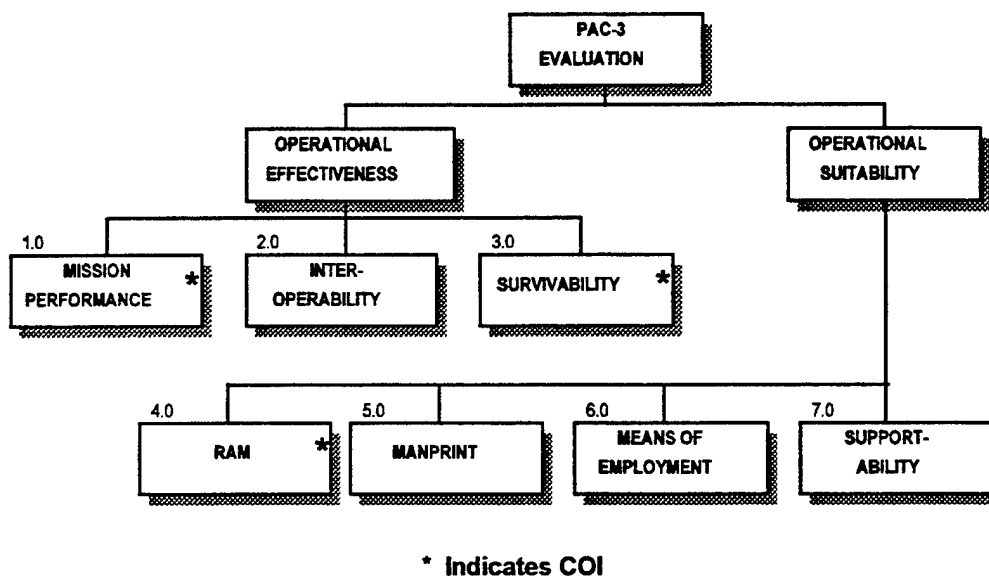 PAC-3
EVALUATION
OPERATIONAL
EFFECTIVENESS
OPERATIONAL
SUITABILITY
1.0
MISSION
PERFORMANCE *
2.0
INTER-
OPERABILITY
3.0
SURVIVABILITY *
4.0
RAM *
5.0
MANPRINT
6.0
MEANS OF
EMPLOYMENT
7.0
SUPPORT-
ABILITY
* Indicates COI